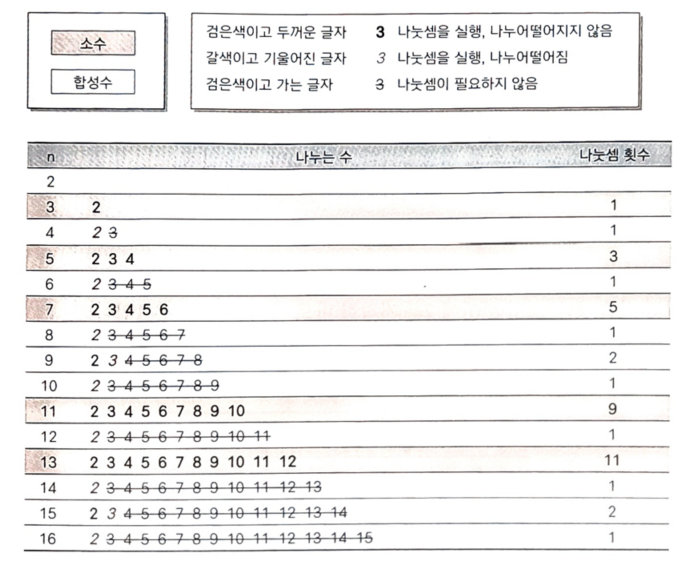 소수
합성수
검은색이고 두꺼운 글자 3 나눗셈을 실행, 나누어떨어지지 않음
갈색이고 기울어진 글자 3 나눗셈을 실행, 나누어떨어짐
검은색이고 가는 글자 3 나눗셈이 필요하지 않음
n 나누는 수 나눗셈 횟수
2
3 2 1
4 2 3 1
5 2 3 4 3
6 2 3 4 5 1
7 2 3 4 5 6 5
8 2 3 4 5 6 7 1
9 2 3 4 5 6 7 8 2
10 2 3 4 5 6 7 8 9 1
11 2 3 4 5 6 7 8 9 10 9
12 2 3 4 5 6 7 8 9 10 11 1
13 2 3 4 5 6 7 8 9 10 11 12 11
14 2 3 4 5 6 7 8 9 10 11 12 13 1
15 2 3 4 5 6 7 8 9 10 11 12 13 14 2
16 2 3 4 5 6 7 8 9 10 11 12 13 14 15 1